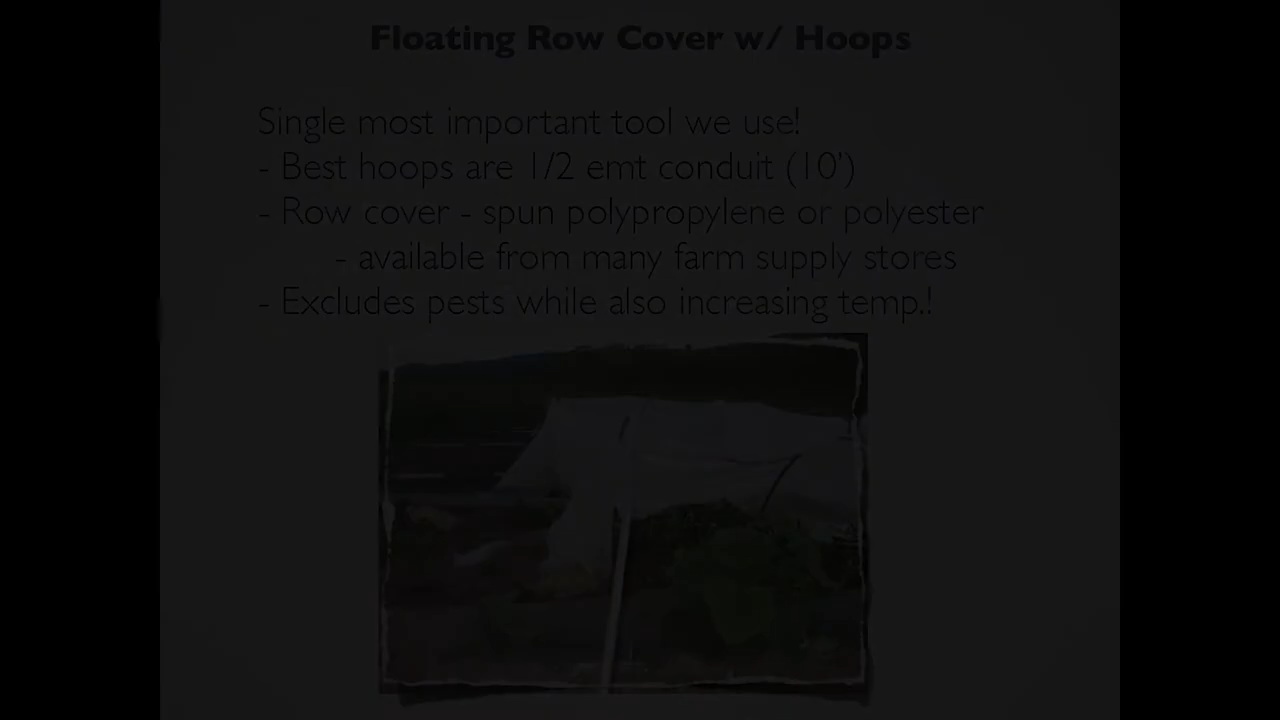 Floating Row Cover w/ Hoops
Single most important tool we use!
- Best hoops are 1/2 emt conduit (10’)
- Row cover - spun polypropylene or polyester
- available from many farm supply stores
- Excludes pests while also increasing temp.!